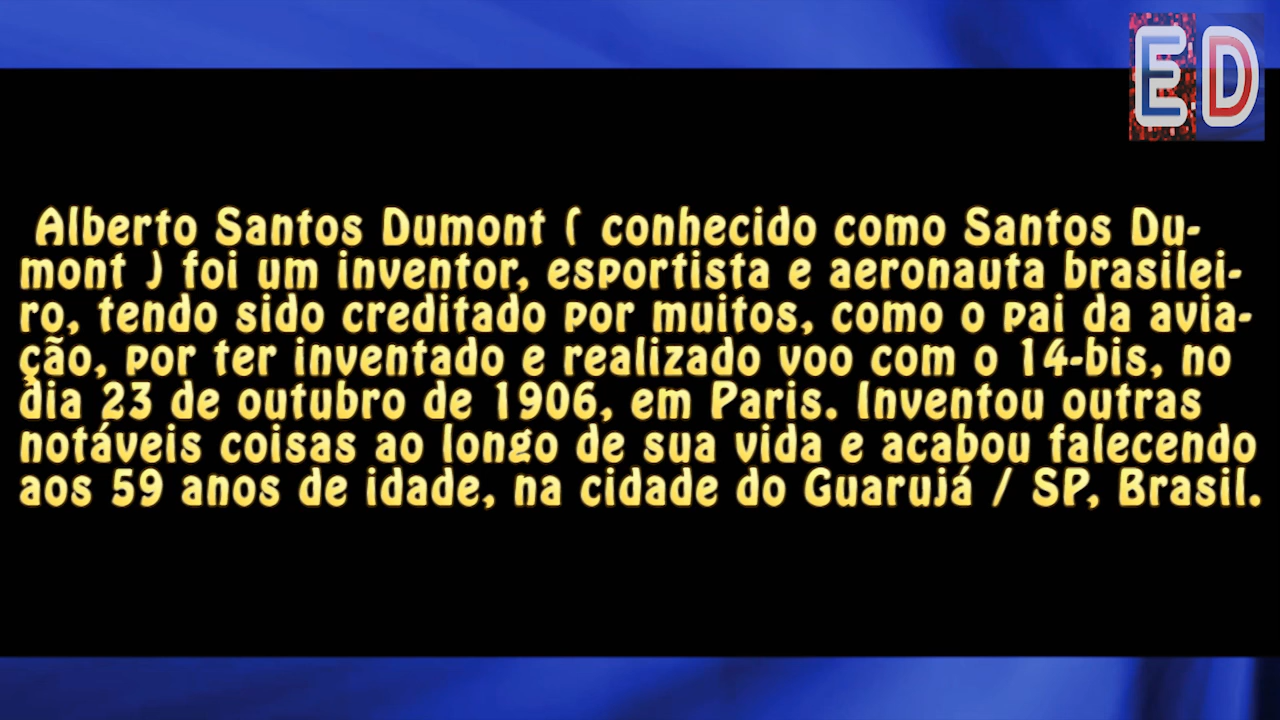 ED
Alberto Santos Dumont ( conhecido como Santos Du-
mont ) foi um inventor, esportista e aeronauta brasilei-
ro, tendo sido creditado por muitos, como o pai da avia-
ção, por ter inventado e realizado voo com o 14-bis, no
dia 23 de outubro de 1906, em Paris. Inventou outras
notáveis coisas ao longo de sua vida e acabou falecendo
aos 59 anos de idade, na cidade do Guarujá / SP, Brasil.